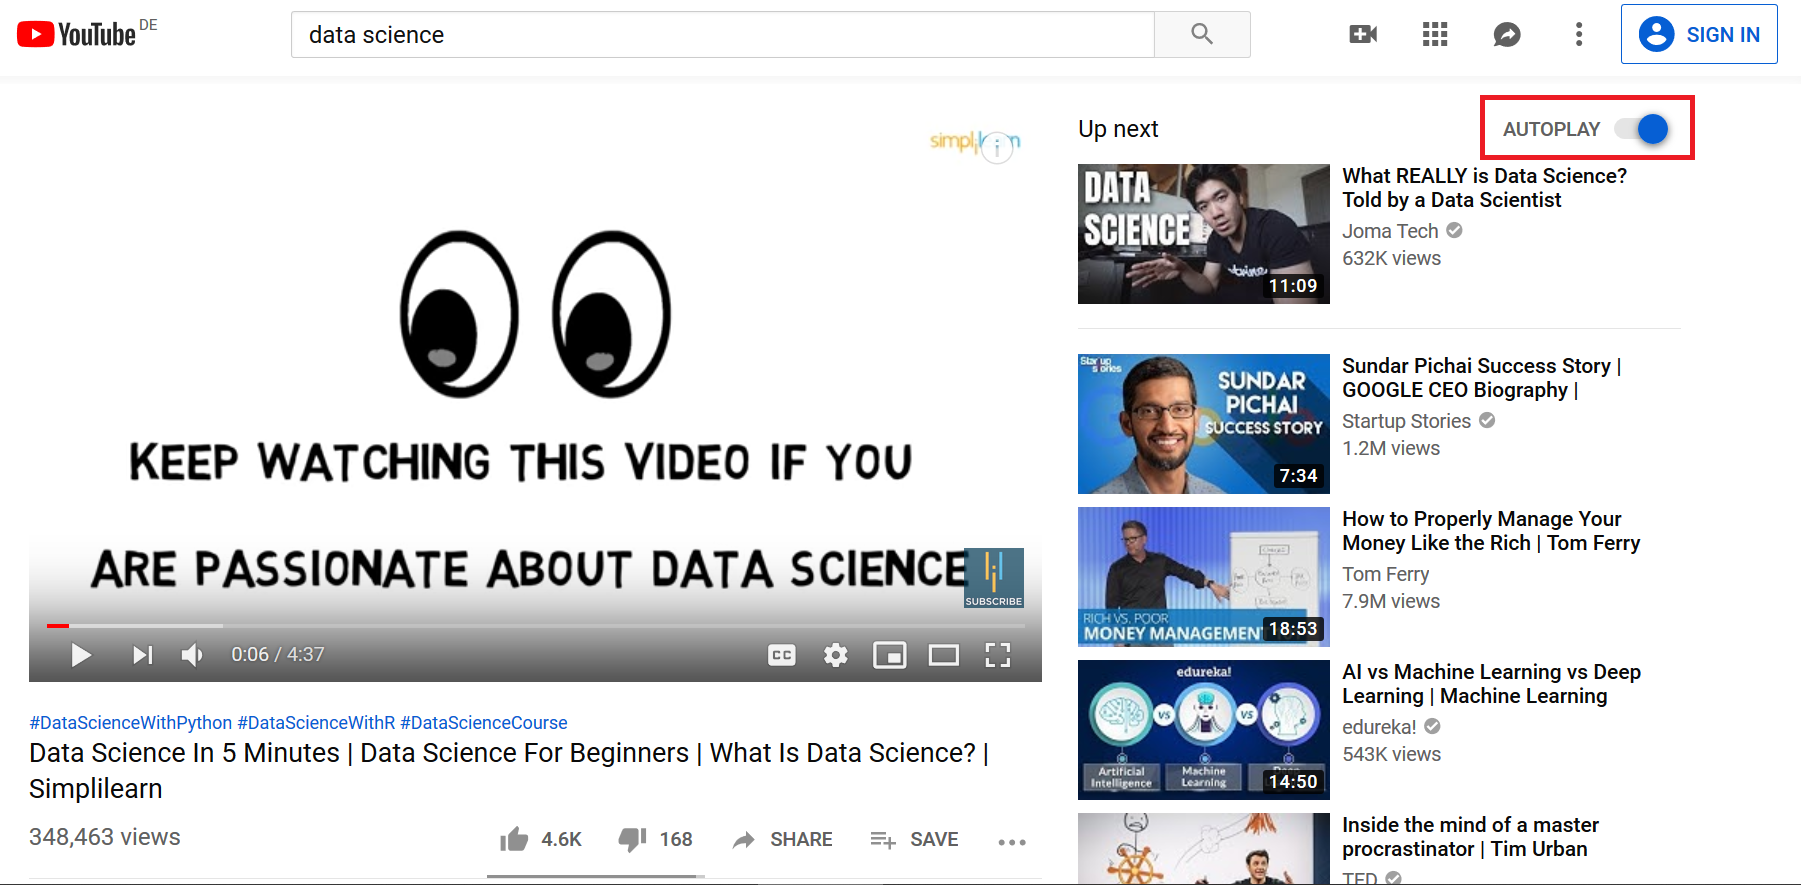 YouTube DE
data science
SIGN IN
simplilearn
Up next
AUTOPLAY
KEEP WATCHING THIS VIDEO IF YOU
ARE PASSIONATE ABOUT DATA SCIENCE
SUBSCRIBE
0:06 / 4:37
CC
#DataScienceWithPython #DataScienceWithR #DataScienceCourse
Data Science In 5 Minutes | Data Science For Beginners | What Is Data Science? |
Simplilearn
348,463 views
4.6K
168
SHARE
SAVE
DATA
SCIENCE
11:09
What REALLY is Data Science?
Told by a Data Scientist
Joma Tech
632K views
Startup
stories
SUNDAR
PICHAI
SUCCESS STORY
7:34
Sundar Pichai Success Story |
GOOGLE CEO Biography |
Startup Stories
1.2M views
RICH VS. POOR
MONEY MANAGEMENT
18:53
How to Properly Manage Your
Money Like the Rich | Tom Ferry
Tom Ferry
7.9M views
edureka!
VS
VS
Artificial
Intelligence
Machine
Learning
Deep
14:50
AI vs Machine Learning vs Deep
Learning | Machine Learning
edureka!
543K views
Inside the mind of a master
procrastinator | Tim Urban
TED